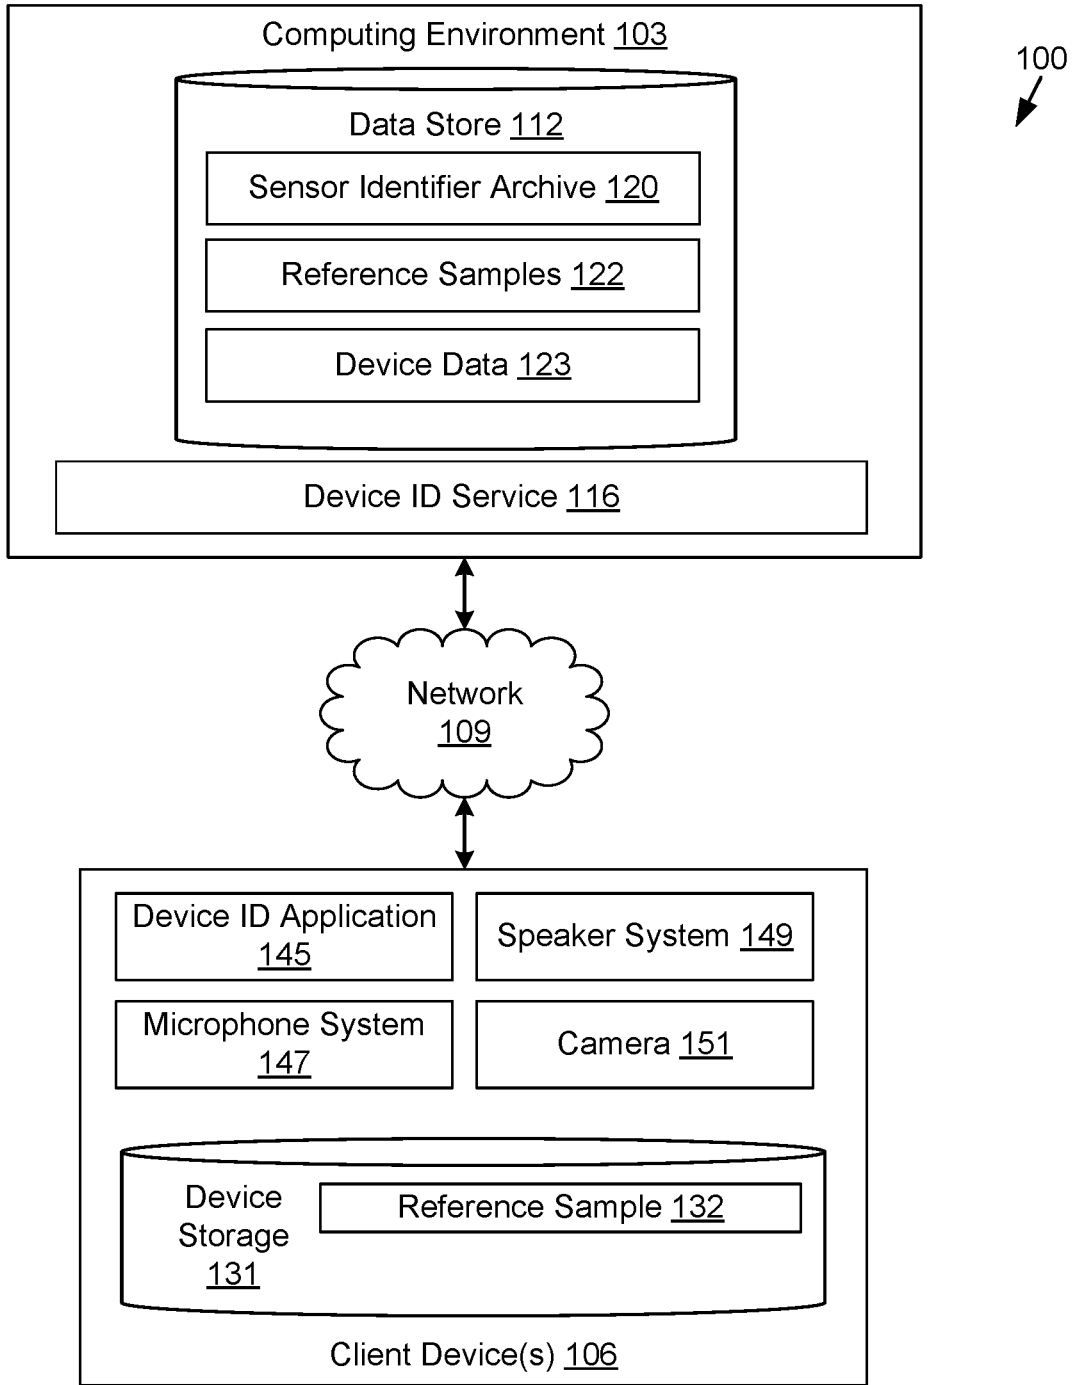 Computing Environment 103
100
Data Store 112
Sensor Identifier Archive 120
Reference Samples 122
Device Data 123
Device ID Service 116
Network
109
Device ID Application
145
Speaker System 149
Microphone System
147
Camera 151
Device
Storage
131
Reference Sample 132
Client Device(s) 106